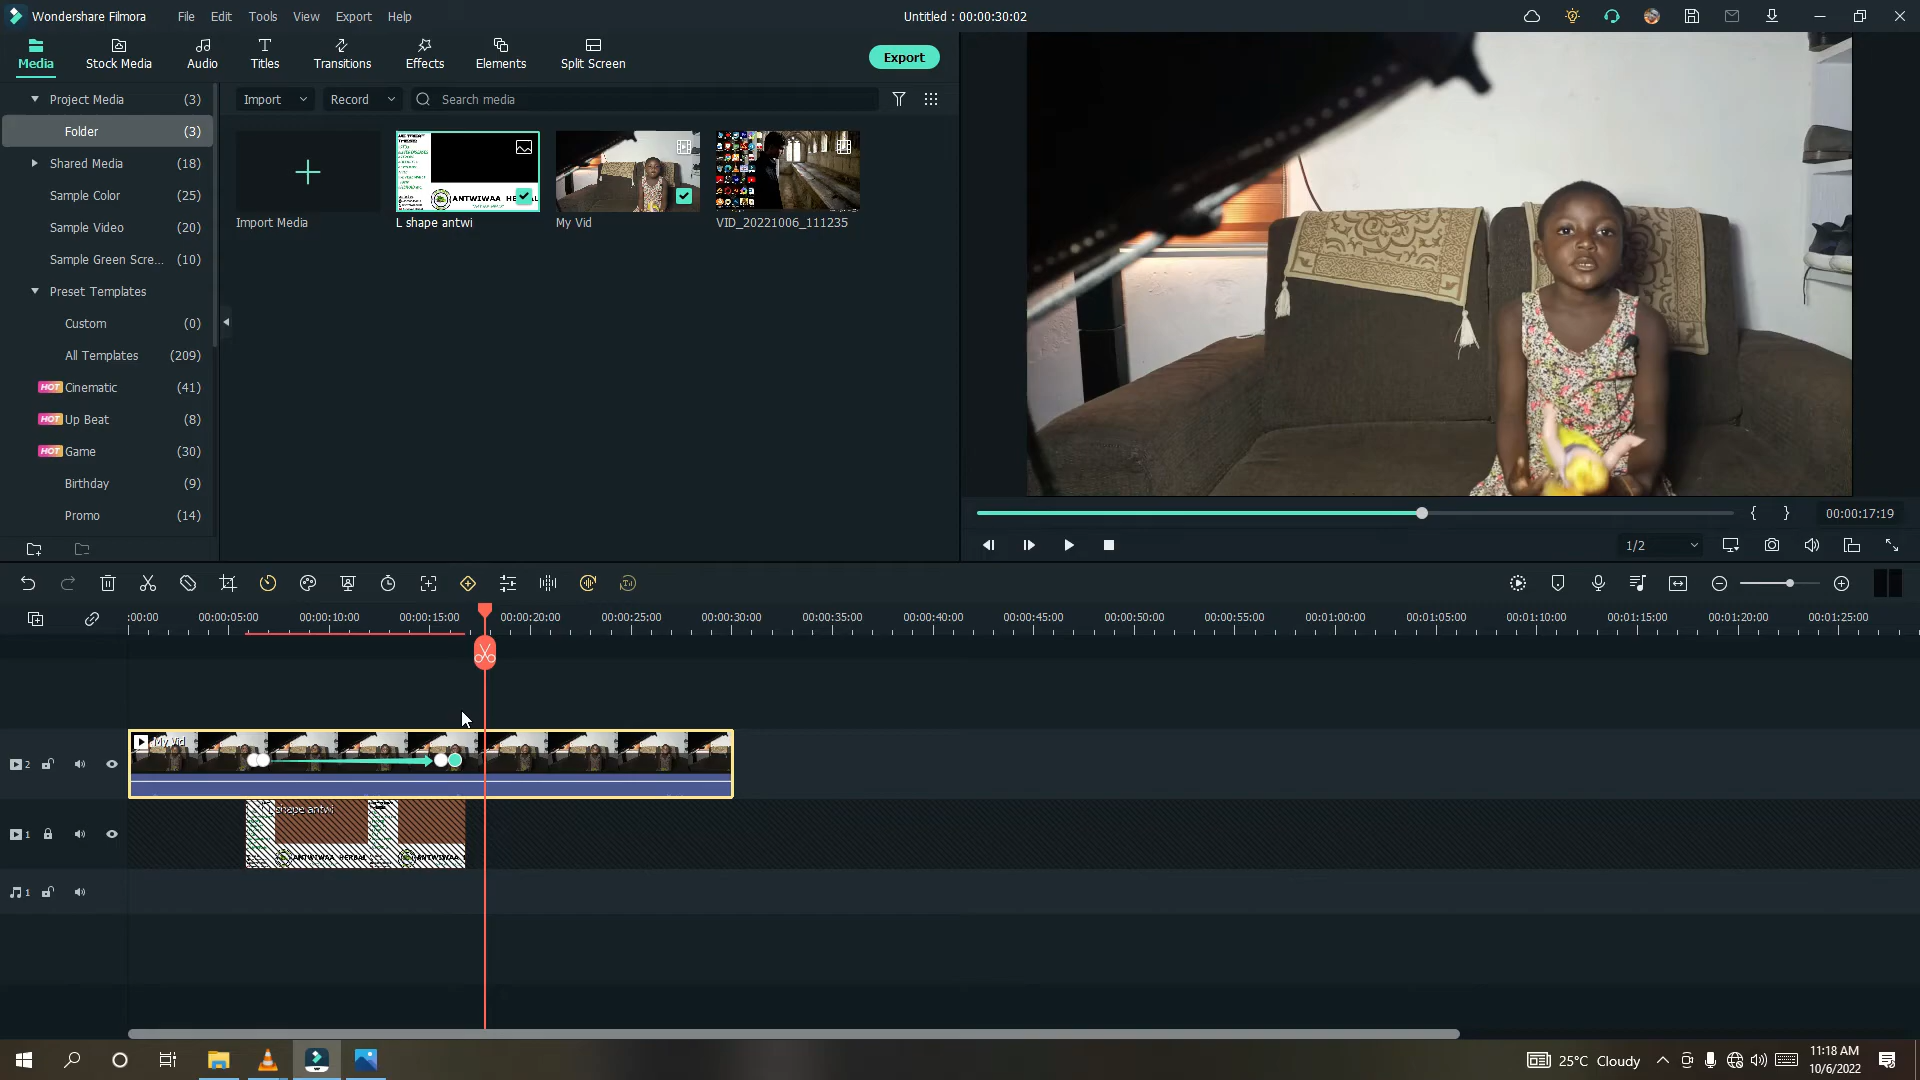 Wondershare Filmora File Edit Tools View Export Help Untitled : 00:00:30:02
Media Stock Media Audio Titles Transitions Effects Elements Split Screen Export
Project Media (3)
Folder (3)
Shared Media (18)
Sample Color (25)
Sample Video (20)
Sample Green Scre... (10)
Preset Templates
Custom (0)
All Templates (209)
HOT Cinematic (41)
HOT Up Beat (8)
HOT Game (30)
Birthday (9)
Promo (14)
Import Record Search media
ANTWIWAA
Import Media L shape antwi My Vid VID_20221006_111235
{ } 00:00:17:19
1/2
:00:00 00:00:05:00 00:00:10:00 00:00:15:00 00:00:20:00 00:00:25:00 00:00:30:00 00:00:35:00 00:00:40:00 00:00:45:00 00:00:50:00 00:00:55:00 00:01:00:00 00:01:05:00 00:01:10:00 00:01:15:00 00:01:20:00 00:01:25:00
My Vid
2
L shape antwi
1
ANTWIWAA HERBAL ANTWIWAA
1
25°C Cloudy
11:18 AM
10/6/2022